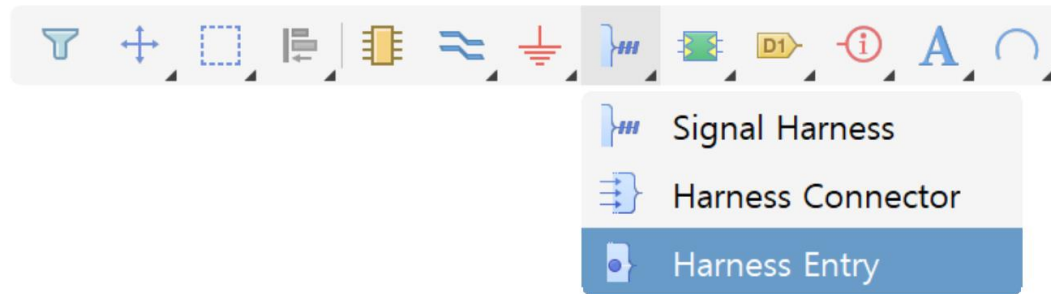 D1 i A
Signal Harness
Harness Connector
Harness Entry